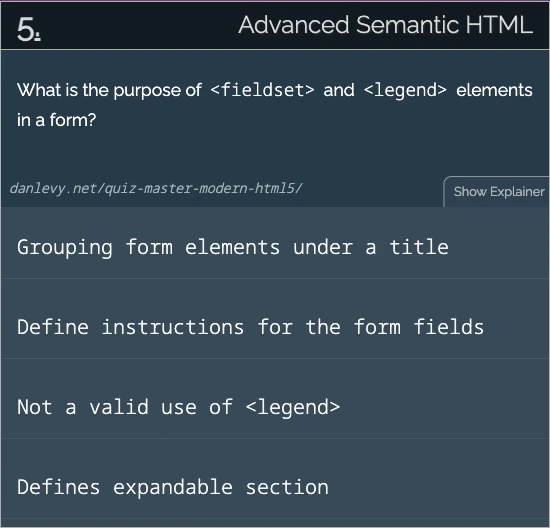 5.
Advanced Semantic HTML
What is the purpose of <fieldset> and <legend> elements
in a form?
danlevy.net/quiz-master-modern-html5/
Show Explainer
Grouping form elements under a title
Define instructions for the form fields
Not a valid use of <legend>
Defines expandable section